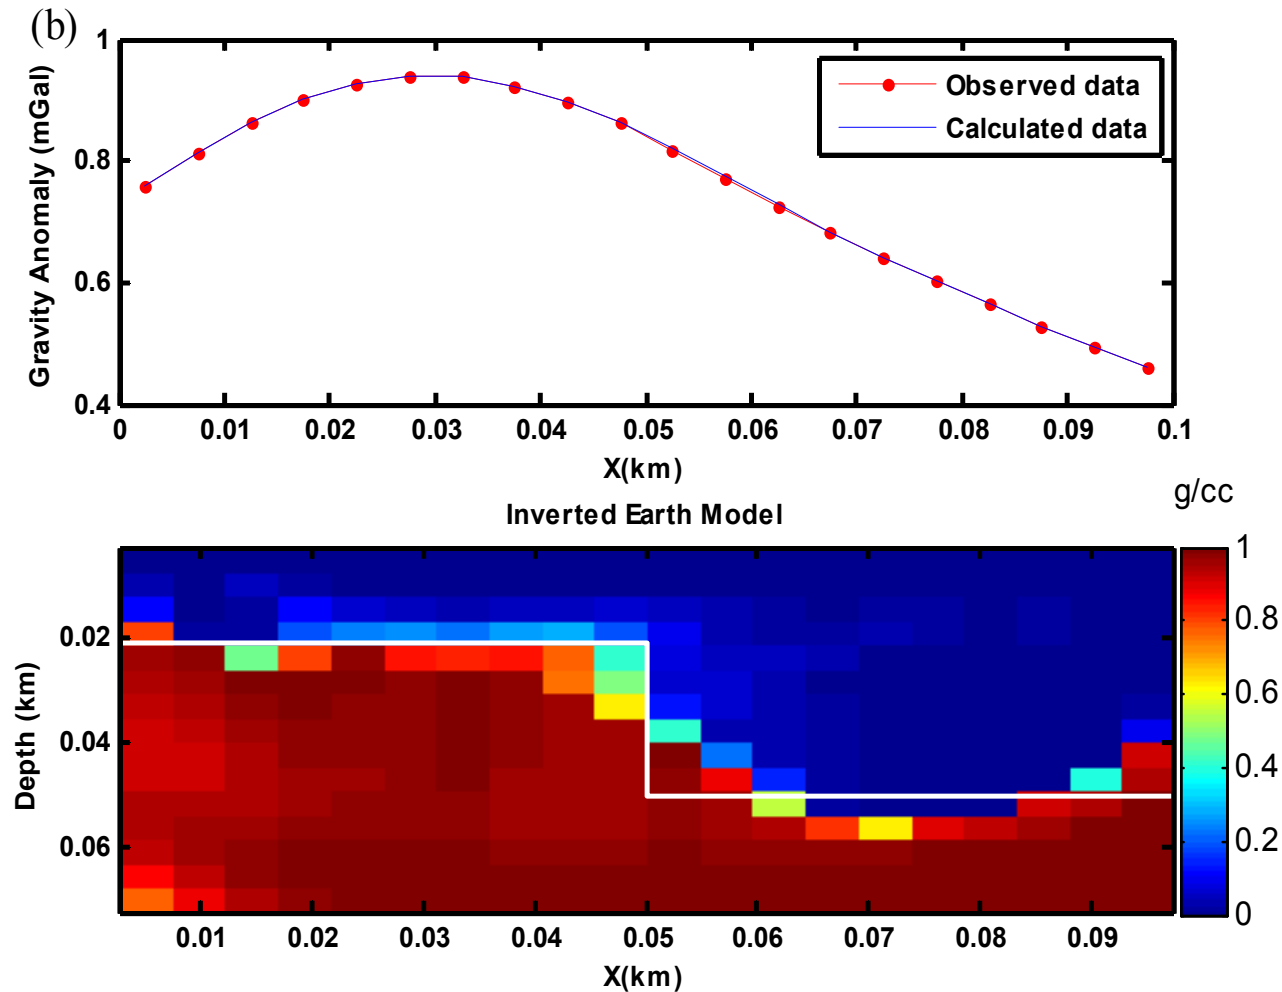 (b)
1
0.8
0.6
0.4
Gravity Anomaly (mGal)
Observed data
Calculated data
0 0.01 0.02 0.03 0.04 0.05 0.06 0.07 0.08 0.09 0.1
X(km)
g/cc
Inverted Earth Model
0.02
0.04
0.06
Depth (km)
1
0.8
0.6
0.4
0.2
0
0.01 0.02 0.03 0.04 0.05 0.06 0.07 0.08 0.09
X(km)